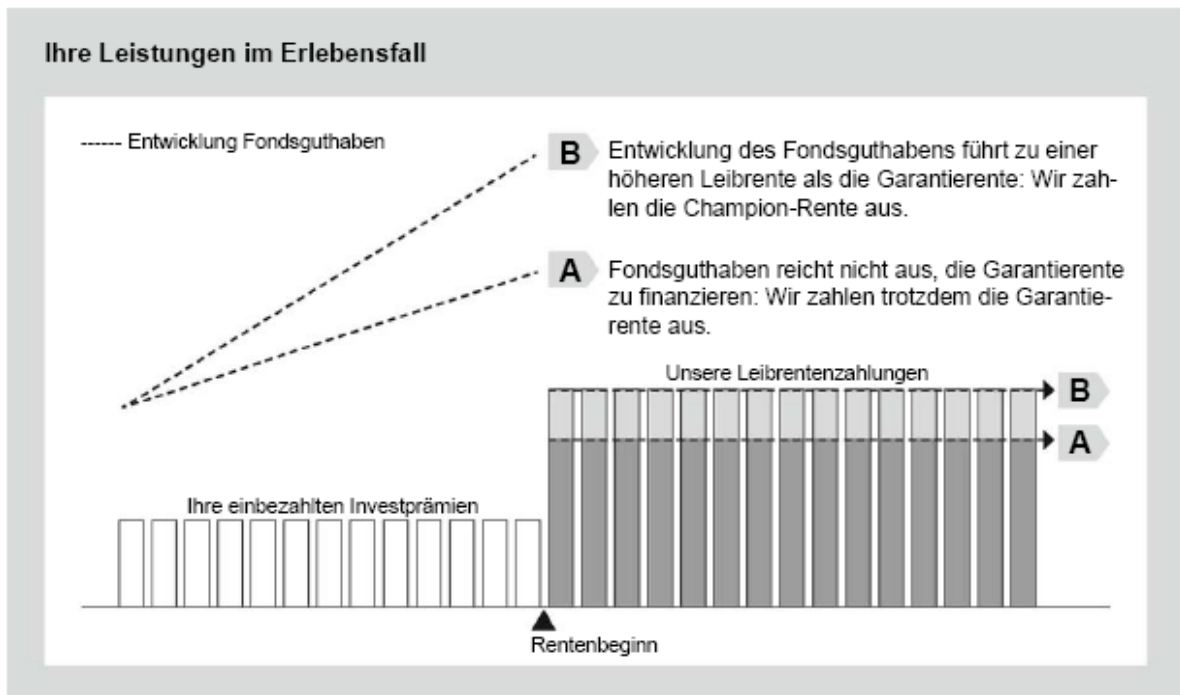 Ihre Leistungen im Erlebensfall
------ Entwicklung Fondsguthaben
B Entwicklung des Fondsguthabens führt zu einer
höheren Leibrente als die Garantierente: Wir zah-
len die Champion-Rente aus.
A Fondsguthaben reicht nicht aus, die Garantierente
zu finanzieren: Wir zahlen trotzdem die Garantie-
rente aus.
Unsere Leibrentenzahlungen
B
A
Ihre einbezahlten Investprämien
Rentenbeginn